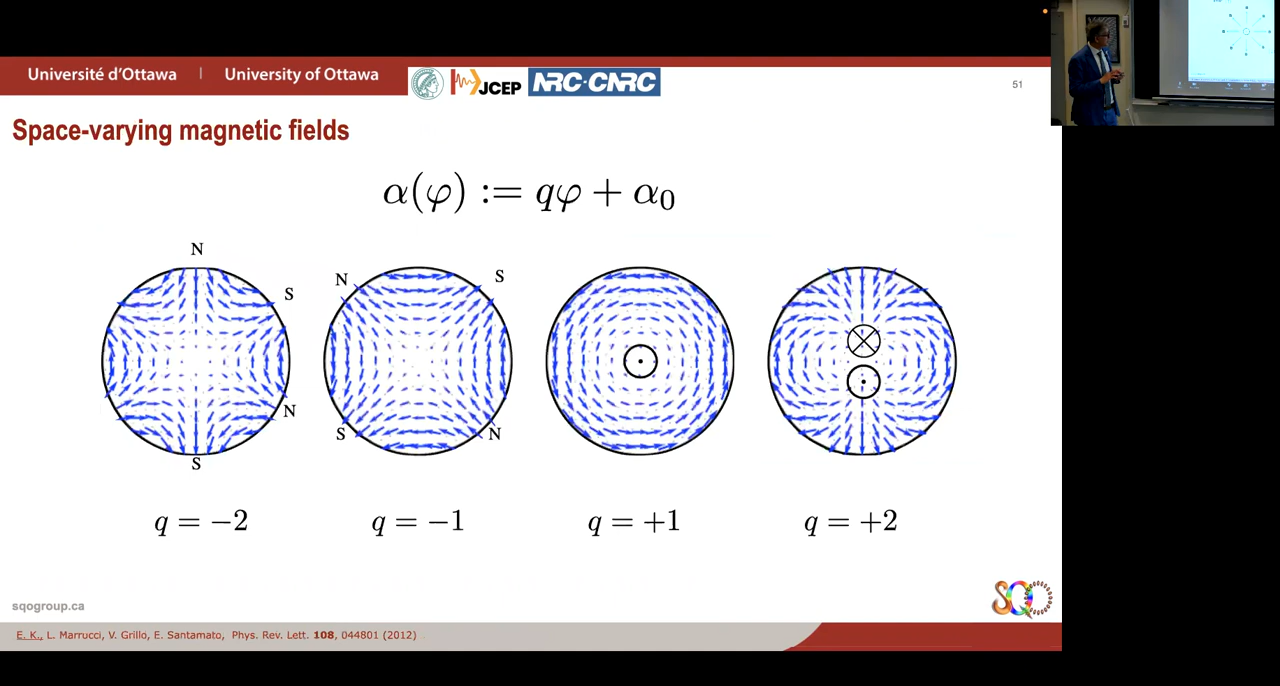 Université d'Ottawa | University of Ottawa
JCEP
NRC·CNRC
51
Space-varying magnetic fields
α(φ) := qφ + α₀
N
S
N
S
N
S
S
N
q = −2
q = −1
q = +1
q = +2
sqogroup.ca
SQO
E. K., L. Marrucci, V. Grillo, E. Santamato, Phys. Rev. Lett. 108, 044801 (2012)